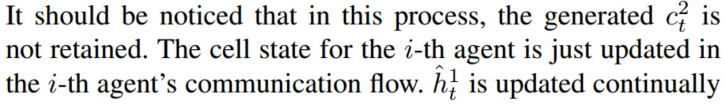 It should be noticed that in this process, the generated $c_t^2$ is
not retained. The cell state for the $i$-th agent is just updated in
the $i$-th agent's communication flow. $\hat{h}_t^1$ is updated continually